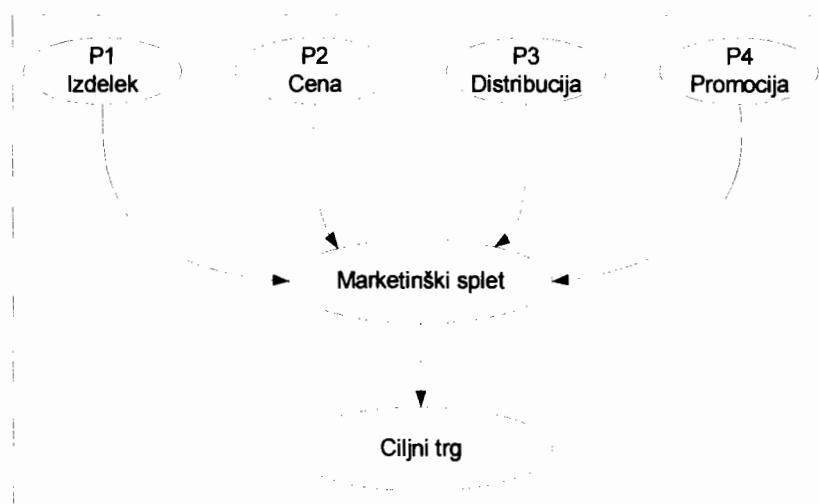 P1
Izdelek
P2
Cena
P3
Distribucija
P4
Promocija
Marketinški splet
Ciljni trg